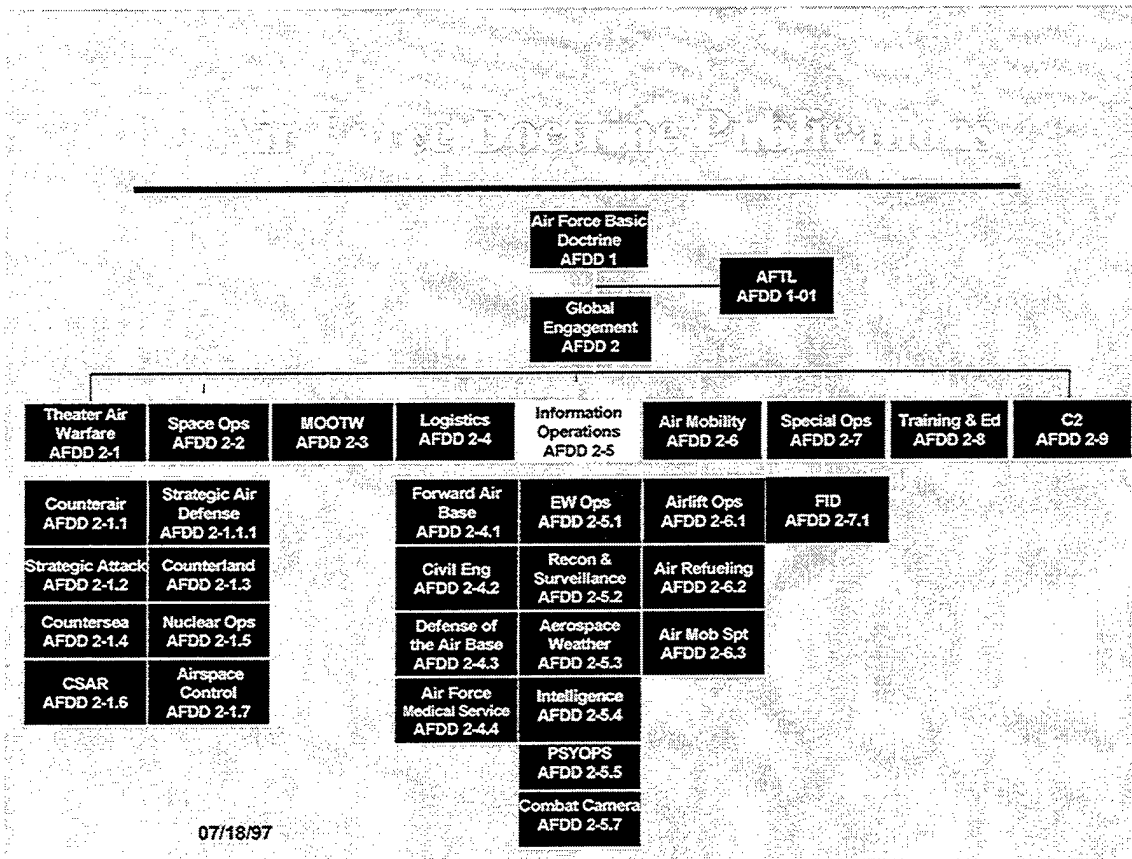 Air Force Doctrine Publications
Air Force Basic
Doctrine
AFDD 1
AFTL
AFDD 1-01
Global
Engagement
AFDD 2
Theater Air
Warfare
AFDD 2-1
Space Ops
AFDD 2-2
MOOTW
AFDD 2-3
Logistics
AFDD 2-4
Information
Operations
AFDD 2-5
Air Mobility
AFDD 2-6
Special Ops
AFDD 2-7
Training & Ed
AFDD 2-8
C2
AFDD 2-9
Counterair
AFDD 2-1.1
Strategic Air
Defense
AFDD 2-1.1.1
Forward Air
Base
AFDD 2-4.1
EW Ops
AFDD 2-5.1
Airlift Ops
AFDD 2-6.1
FID
AFDD 2-7.1
Strategic Attack
AFDD 2-1.2
Counterland
AFDD 2-1.3
Civil Eng
AFDD 2-4.2
Recon &
Surveillance
AFDD 2-5.2
Air Refueling
AFDD 2-6.2
Countersea
AFDD 2-1.4
Nuclear Ops
AFDD 2-1.5
Defense of
the Air Base
AFDD 2-4.3
Aerospace
Weather
AFDD 2-5.3
Air Mob Spt
AFDD 2-6.3
CSAR
AFDD 2-1.6
Airspace
Control
AFDD 2-1.7
Air Force
Medical Service
AFDD 2-4.4
Intelligence
AFDD 2-5.4
PSYOPS
AFDD 2-5.5
Combat Camera
AFDD 2-5.7
07/18/97